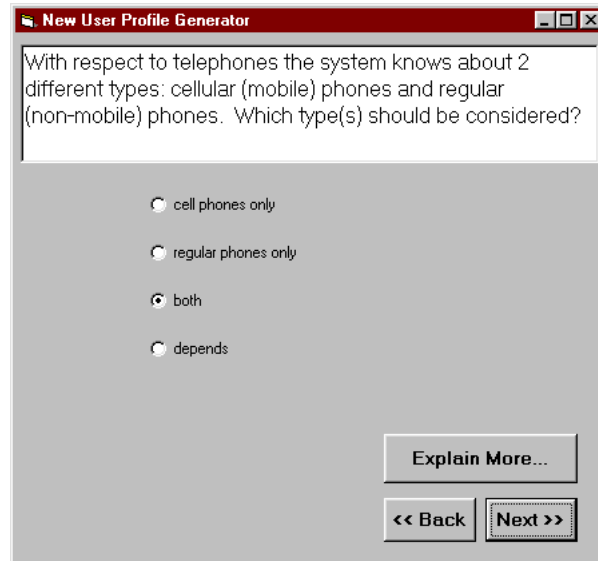 New User Profile Generator
With respect to telephones the system knows about 2
different types: cellular (mobile) phones and regular
(non-mobile) phones.  Which type(s) should be considered?
cell phones only
regular phones only
both
depends
Explain More...
<< Back
Next >>